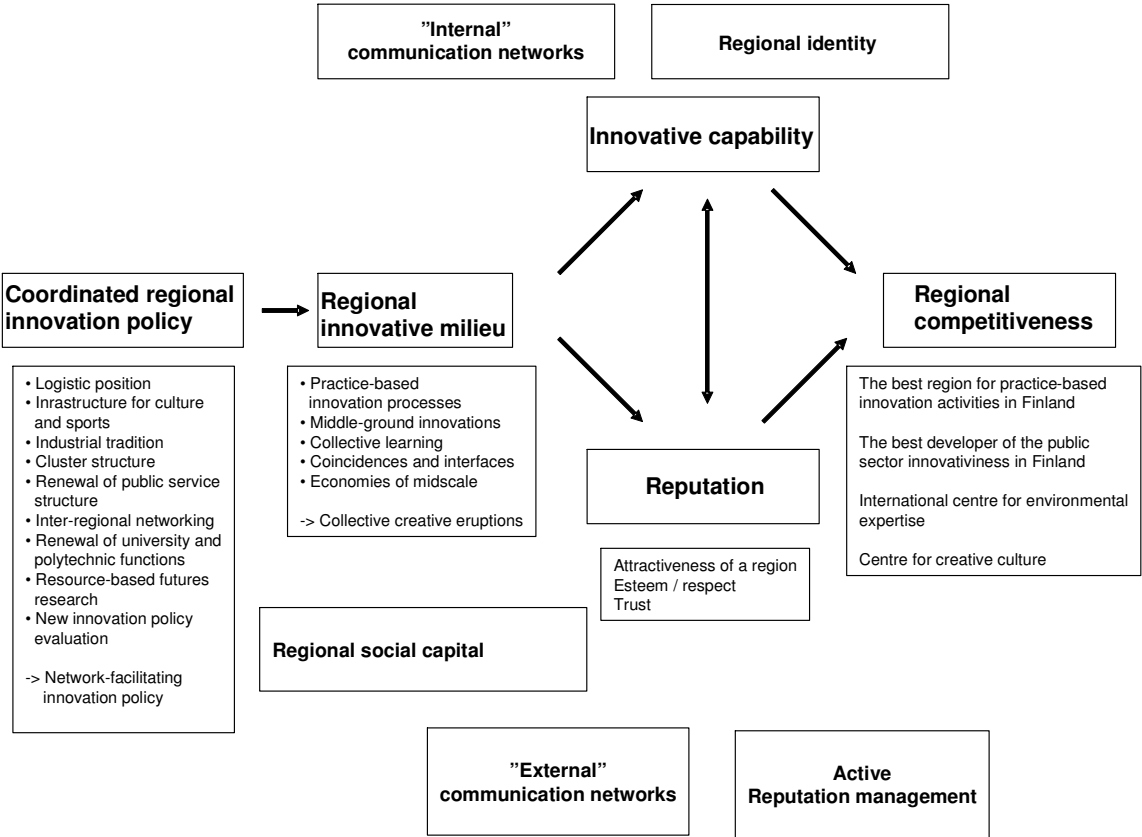 ”Internal”
communication networks
Regional identity
Innovative capability
Coordinated regional
innovation policy
Regional
innovative milieu
Regional
competitiveness
• Logistic position
• Inrastructure for culture
and sports
• Industrial tradition
• Cluster structure
• Renewal of public service
structure
• Inter-regional networking
• Renewal of university and
polytechnic functions
• Resource-based futures
research
• New innovation policy
evaluation
-> Network-facilitating
innovation policy
• Practice-based
innovation processes
• Middle-ground innovations
• Collective learning
• Coincidences and interfaces
• Economies of midscale
-> Collective creative eruptions
Reputation
Attractiveness of a region
Esteem / respect
Trust
The best region for practice-based
innovation activities in Finland
The best developer of the public
sector innovativiness in Finland
International centre for environmental
expertise
Centre for creative culture
Regional social capital
”External”
communication networks
Active
Reputation management